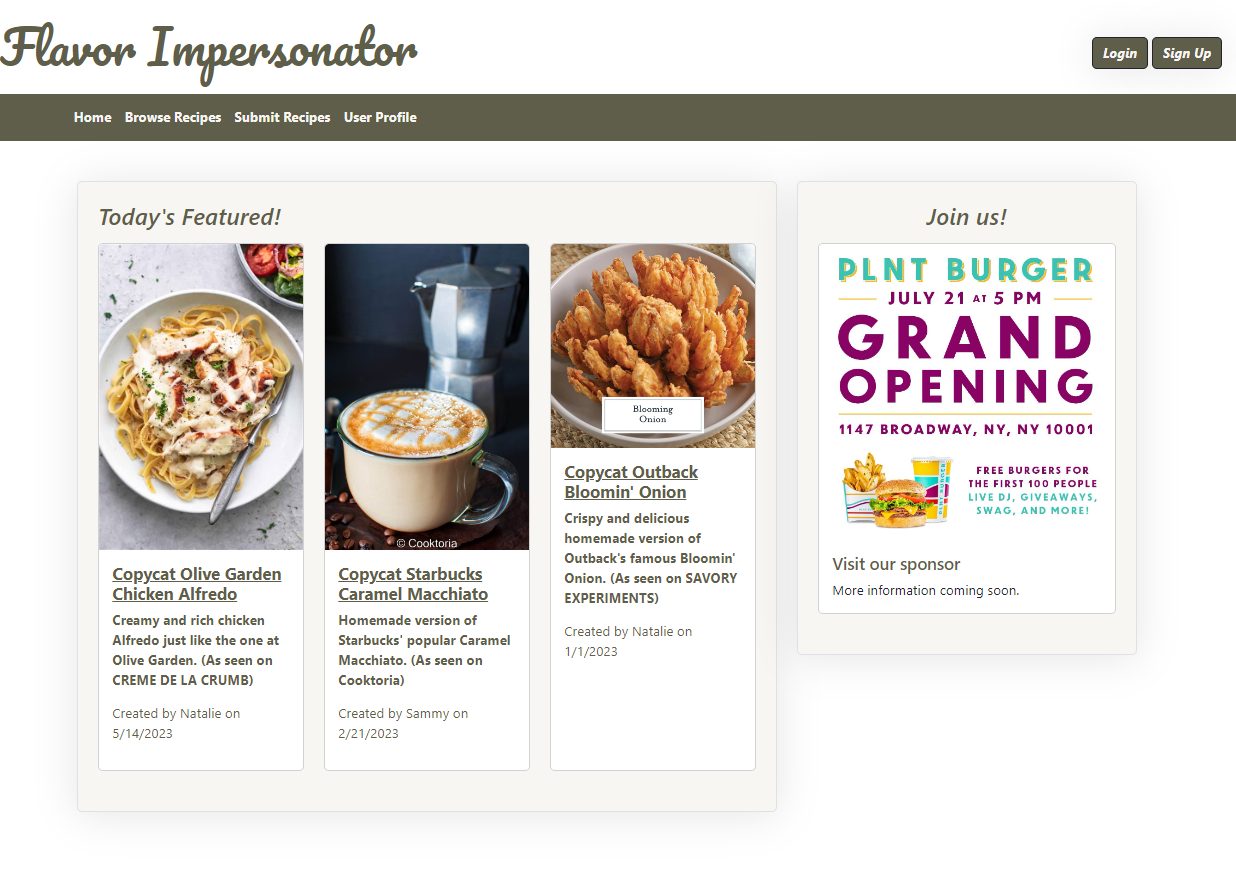 Flavor Impersonator
Login
Sign Up
Home
Browse Recipes
Submit Recipes
User Profile
Today's Featured!
© Cooktoria
Blooming
Onion
Copycat Olive Garden
Chicken Alfredo
Creamy and rich chicken
Alfredo just like the one at
Olive Garden. (As seen on
CREME DE LA CRUMB)
Created by Natalie on
5/14/2023
Copycat Starbucks
Caramel Macchiato
Homemade version of
Starbucks' popular Caramel
Macchiato. (As seen on
Cooktoria)
Created by Sammy on
2/21/2023
Copycat Outback
Bloomin' Onion
Crispy and delicious
homemade version of
Outback's famous Bloomin'
Onion. (As seen on SAVORY
EXPERIMENTS)
Created by Natalie on
1/1/2023
Join us!
PLNT BURGER
JULY 21 AT 5 PM
GRAND
OPENING
1147 BROADWAY, NY, NY 10001
FREE BURGERS FOR
THE FIRST 100 PEOPLE
LIVE DJ, GIVEAWAYS,
SWAG, AND MORE!
PLNT BURGER
Visit our sponsor
More information coming soon.